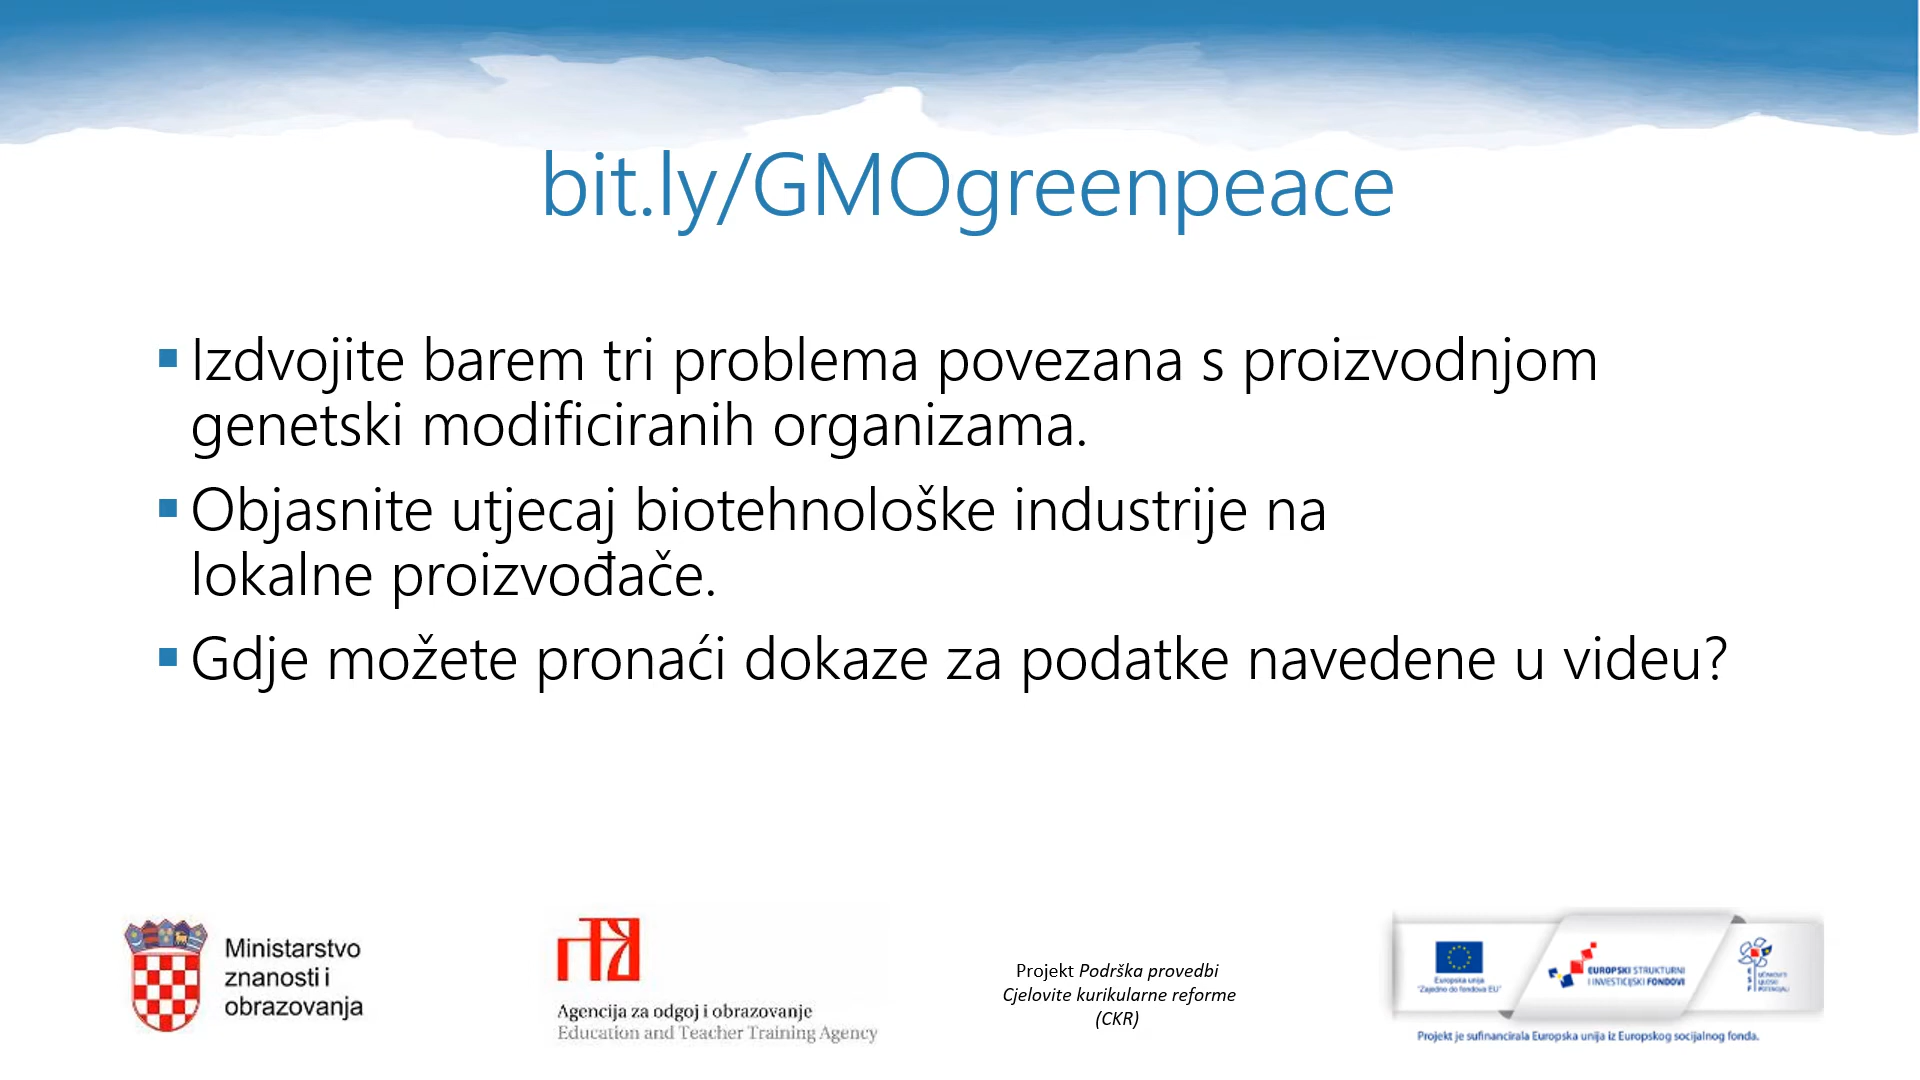 bit.ly/GMOgreenpeace
Izdvojite barem tri problema povezana s proizvodnjom
genetski modificiranih organizama.
Objasnite utjecaj biotehnološke industrije na
lokalne proizvođače.
Gdje možete pronaći dokaze za podatke navedene u videu?
Ministarstvo
znanosti i
obrazovanja
Agencija za odgoj i obrazovanje
Education and Teacher Training Agency
Projekt Podrška provedbi
Cjelovite kurikularne reforme
(CKR)
Europska unija
"Zajedno do fondova EU"
EUROPSKI STRUKTURNI
I INVESTICIJSKI FONDOVI
Projekt je sufinancirala Europska unija iz Europskog socijalnog fonda.